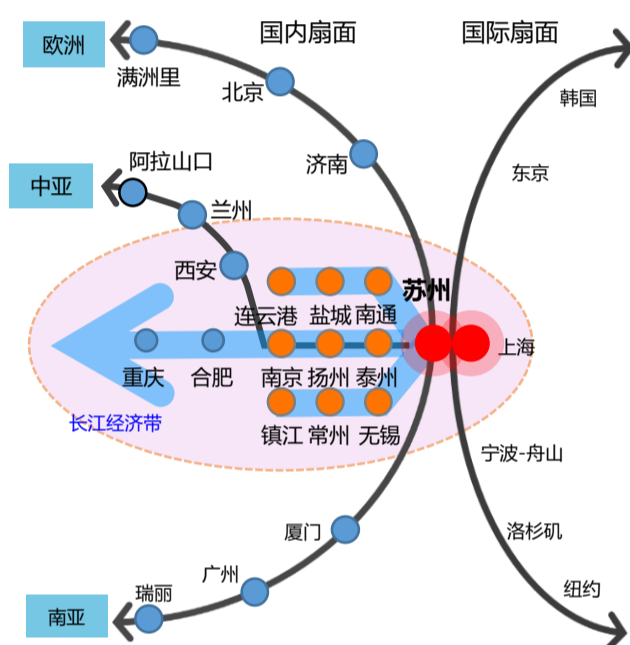 国内扇面
国际扇面
欧洲
满洲里
北京
济南
韩国
东京
中亚
阿拉山口
兰州
西安
连云港
盐城
南通
苏州
上海
重庆
合肥
南京
扬州
泰州
长江经济带
镇江
常州
无锡
宁波-舟山
洛杉矶
纽约
厦门
广州
瑞丽
南亚